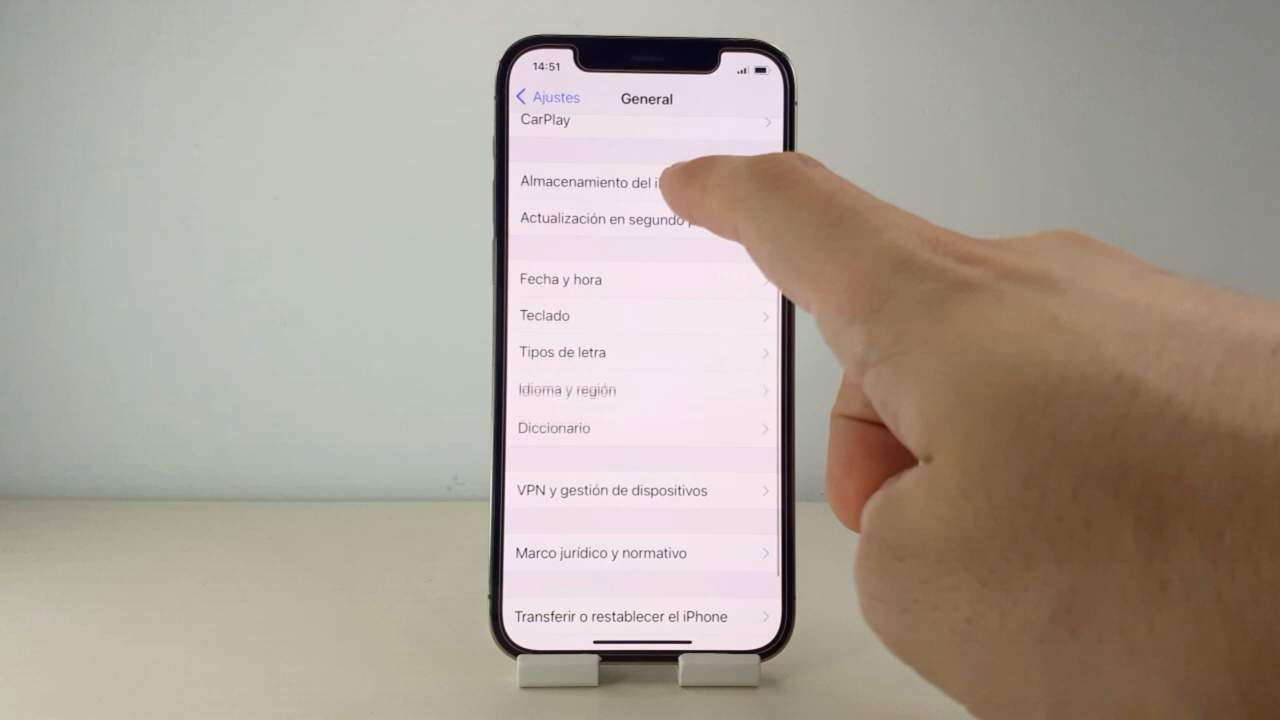 14:51
Ajustes
General
CarPlay
Almacenamiento del
Actualización en segundo
Fecha y hora
Teclado
Tipos de letra
Idioma y región
Diccionario
VPN y gestión de dispositivos
Marco jurídico y normativo
Transferir o restablecer el iPhone